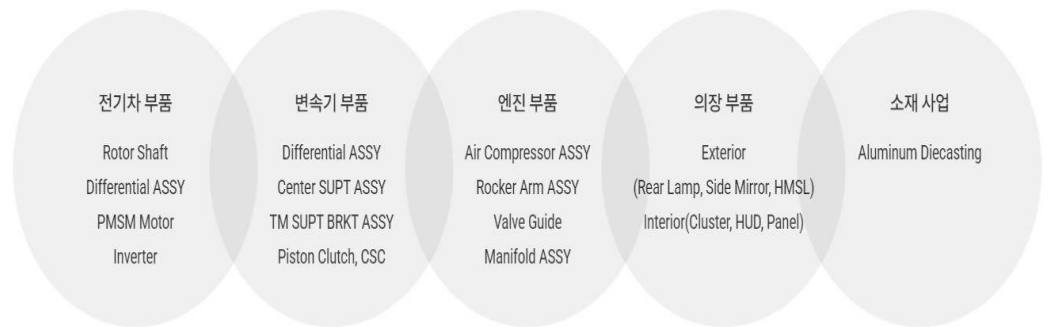 전기차 부품
Rotor Shaft
Differential ASSY
PMSM Motor
Inverter
변속기 부품
Differential ASSY
Center SUPT ASSY
TM SUPT BRKT ASSY
Piston Clutch, CSC
엔진 부품
Air Compressor ASSY
Rocker Arm ASSY
Valve Guide
Manifold ASSY
의장 부품
Exterior
(Rear Lamp, Side Mirror, HMSL)
Interior(Cluster, HUD, Panel)
소재 사업
Aluminum Diecasting